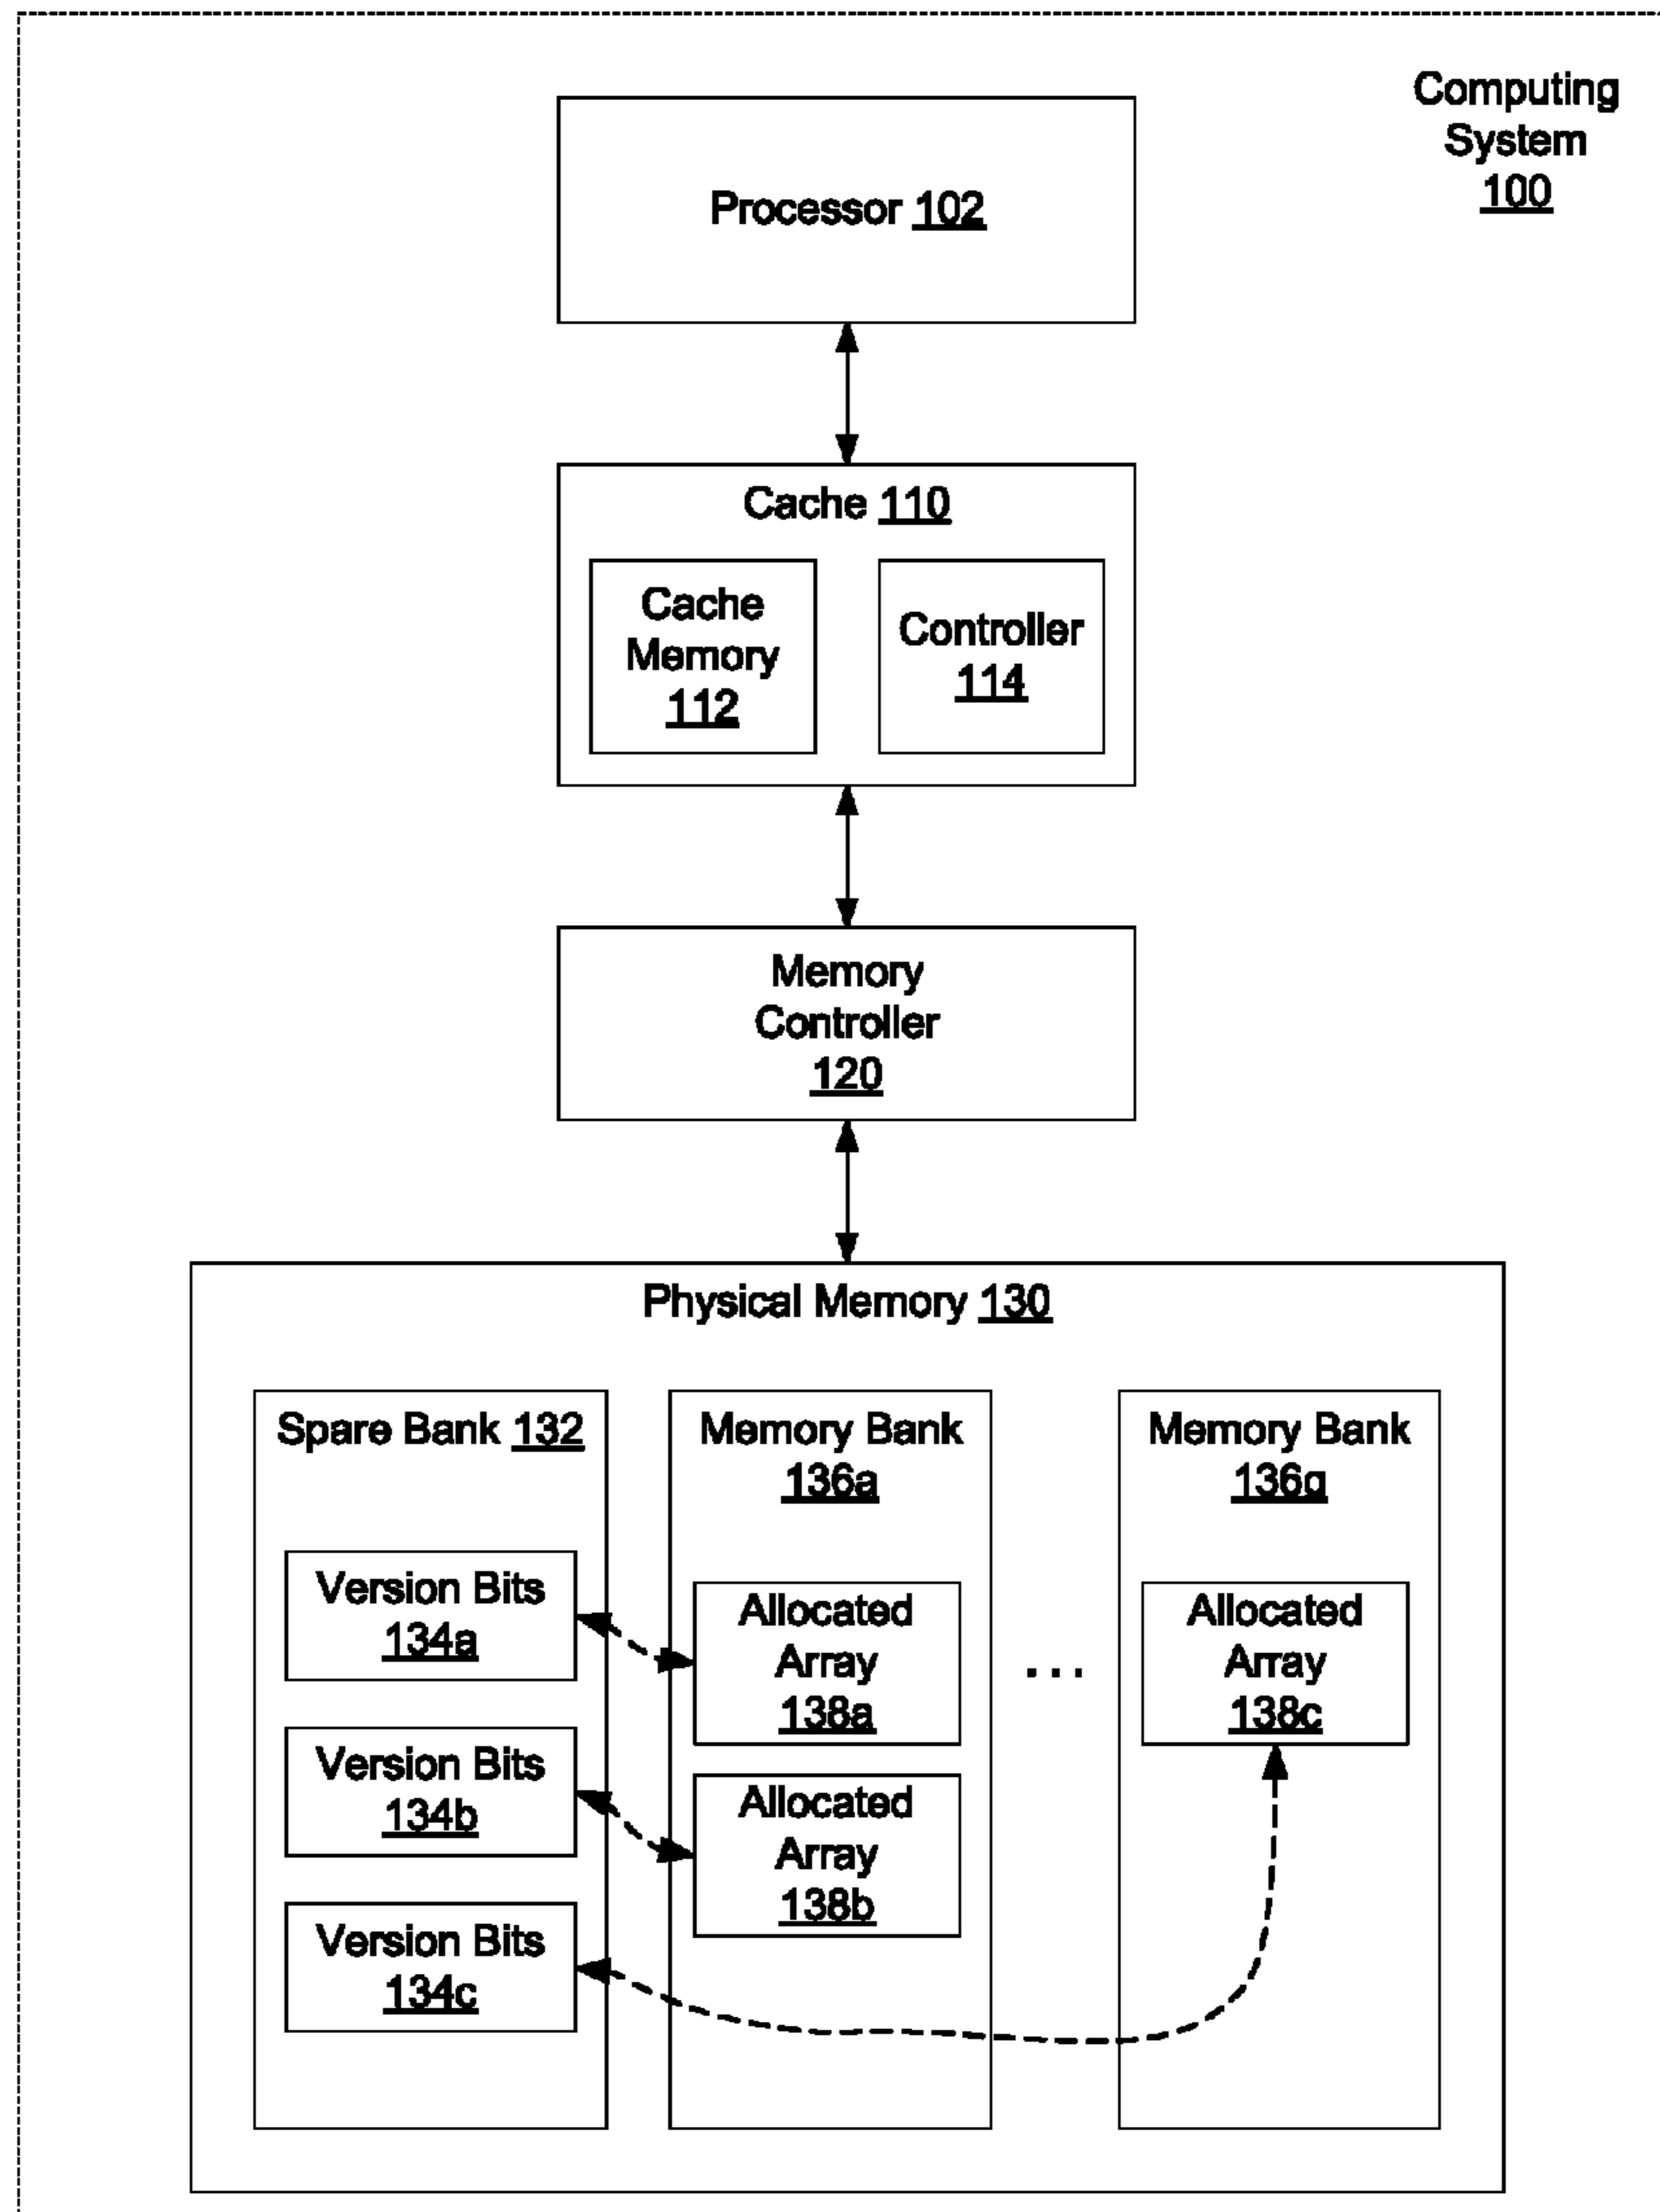 Computing
System
100
Processor 102
Cache 110
Cache
Memory
112
Controller
114
Memory
Controller
120
Physical Memory 130
Spare Bank 132
Version Bits
134a
Version Bits
134b
Version Bits
134c
Memory Bank
136a
Allocated
Array
138a
Allocated
Array
138b
...
Memory Bank
136g
Allocated
Array
138c